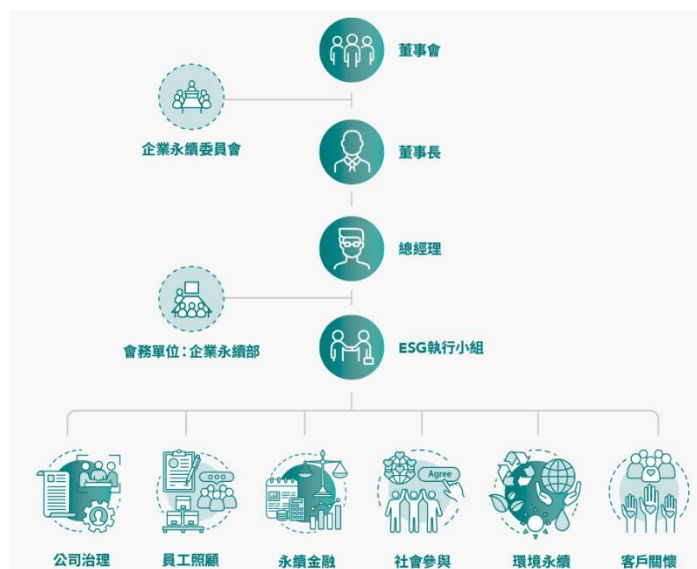 董事會
企業永續委員會
董事長
總經理
會務單位：企業永續部
ESG執行小組
Agree
公司治理
員工照顧
永續金融
社會參與
環境永續
客戶關懷